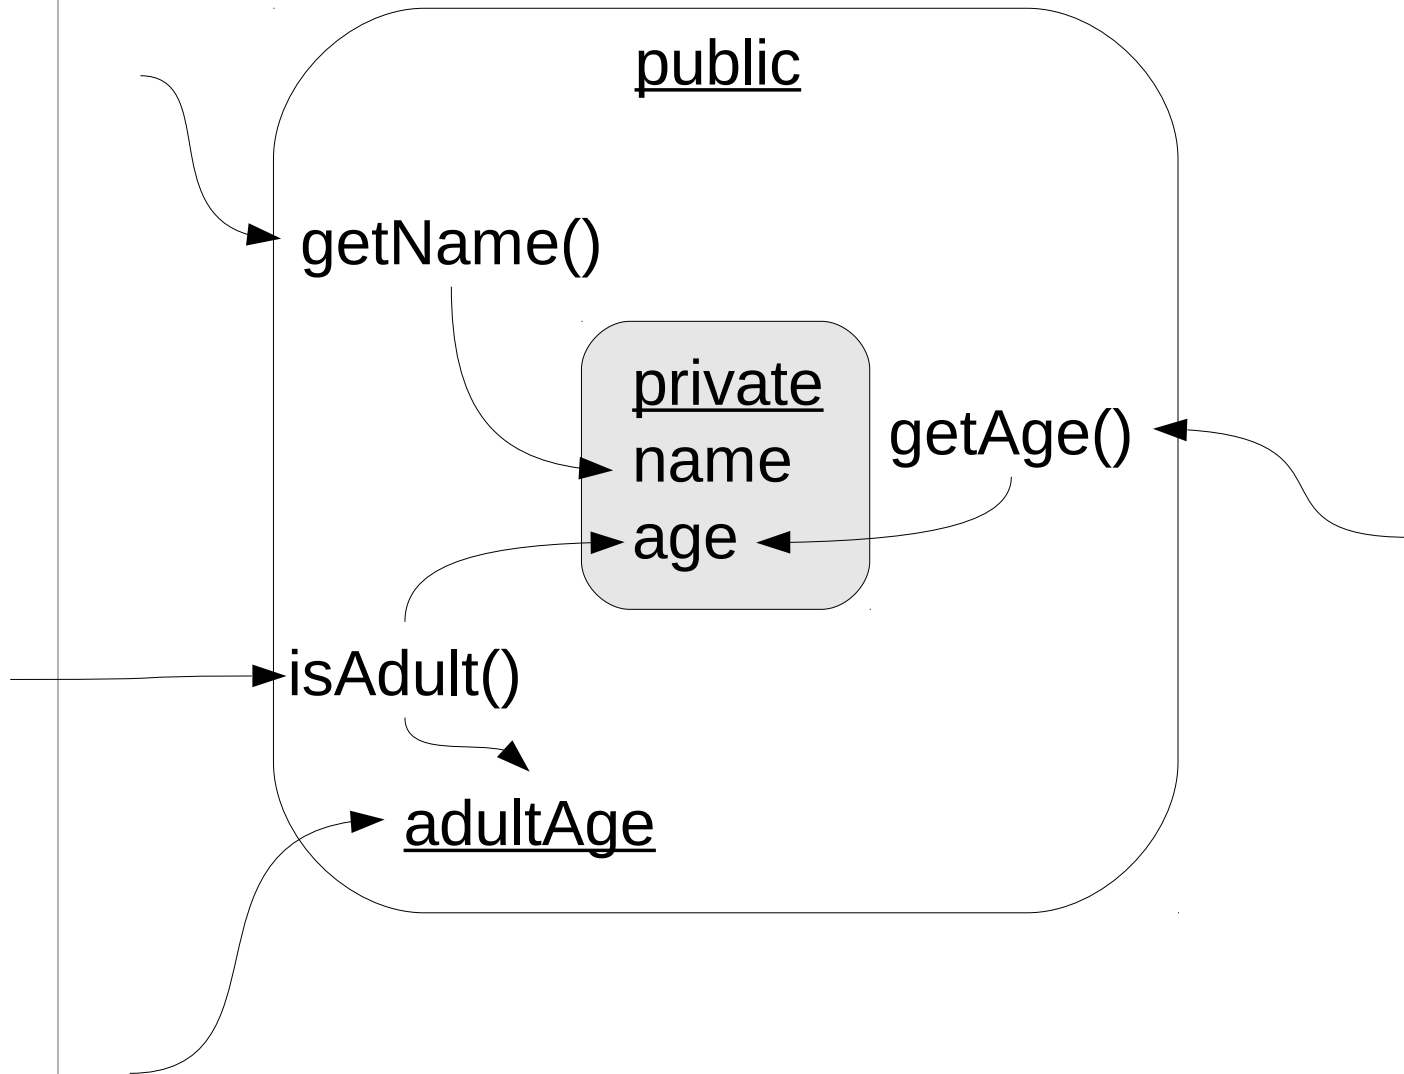 public
getName()
private
name
age
getAge()
isAdult()
adultAge